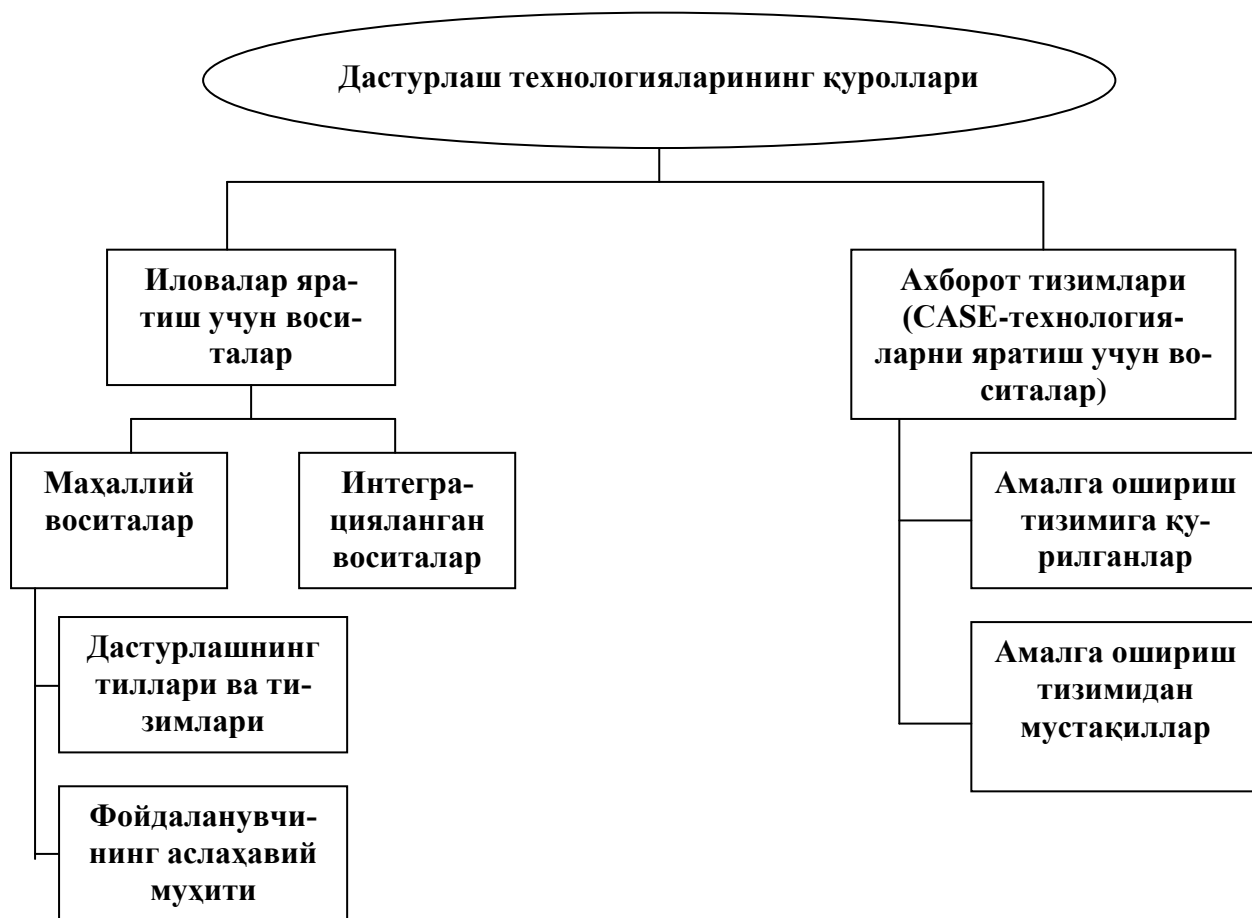 Дастурлаш технологияларининг қуроллари
Иловалар яра-
тиш учун воси-
талар
Ахборот тизимлари
(CASE-технология-
ларни яратиш учун во-
ситалар)
Маҳаллий
воситалар
Интегра-
цияланган
воситалар
Амалга ошириш
тизимига қу-
рилганлар
Дастурлашнинг
тиллари ва ти-
зимлари
Амалга ошириш
тизимидан
мустақиллар
Фойдаланувчи-
нинг аслаҳавий
муҳити